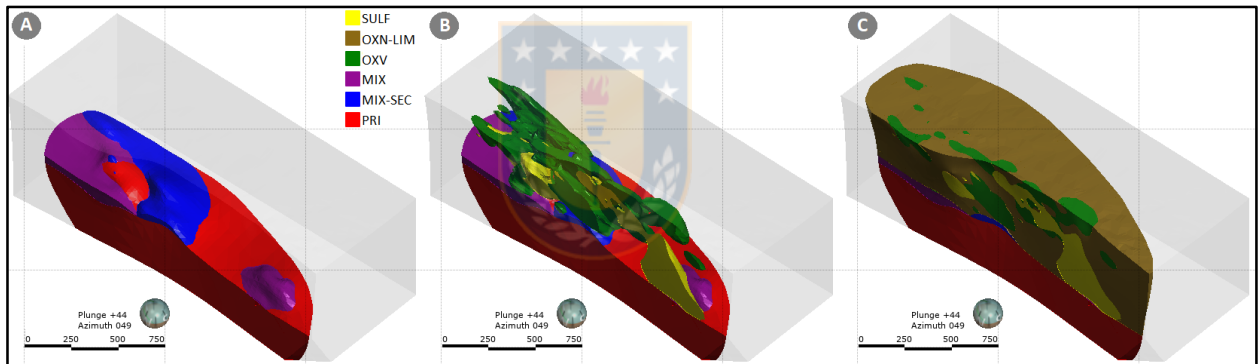 A
SULF
OXN-LIM
OXV
MIX
MIX-SEC
PRI
B
C
Plunge +44
Azimuth 049
0 250 500 750
Plunge +44
Azimuth 049
0 250 500 750
Plunge +44
Azimuth 049
0 250 500 750